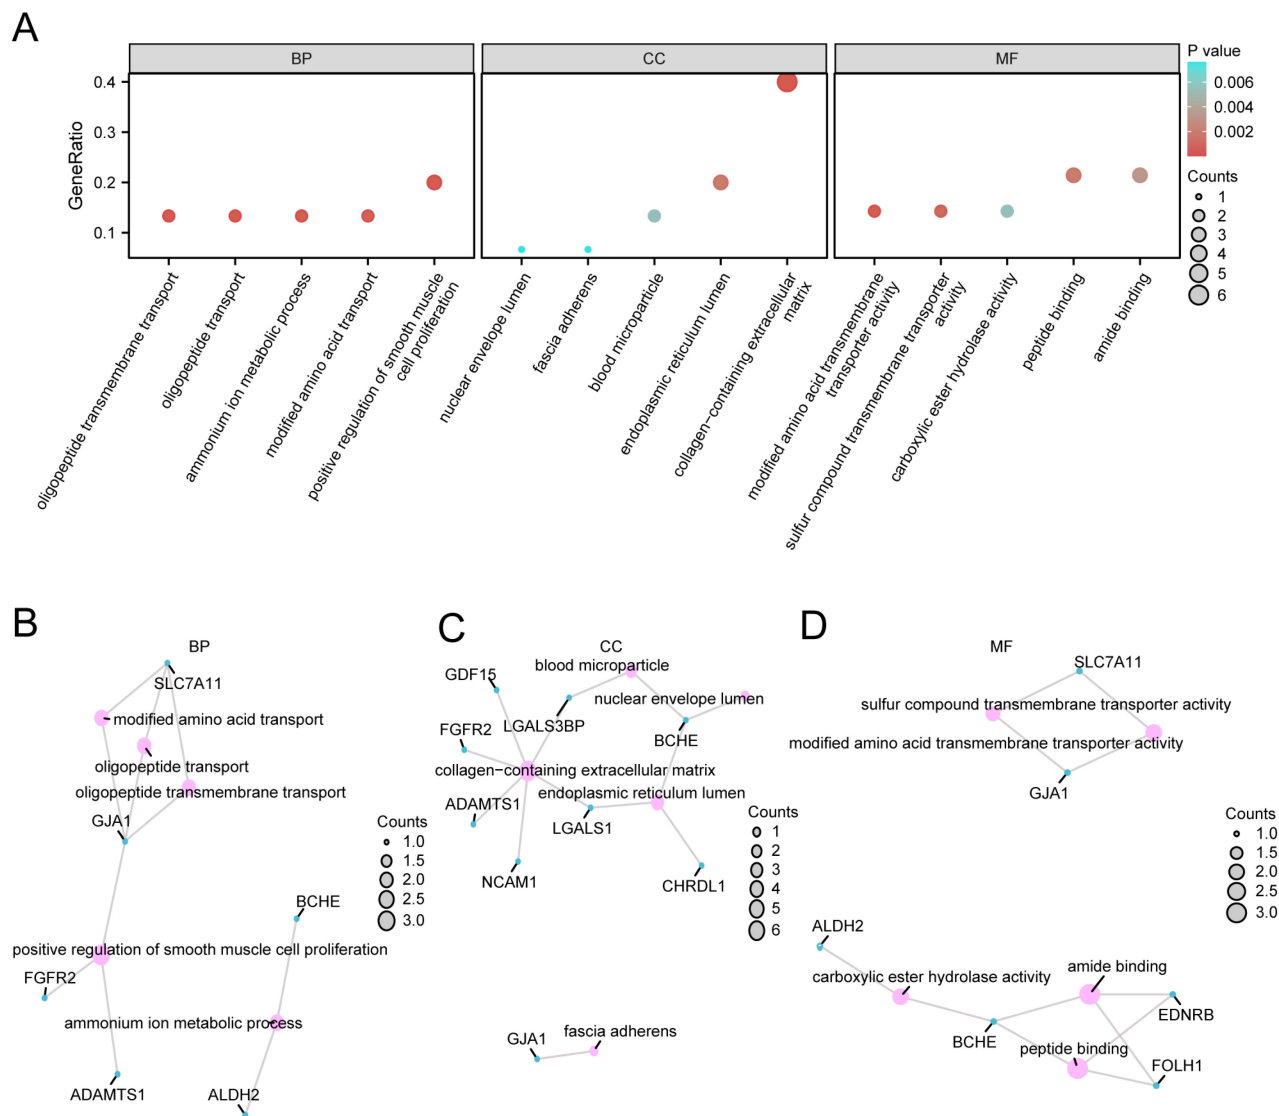 A
BP
CC
MF
GeneRatio
0.4
0.3
0.2
0.1
oligopeptide transmembrane transport
oligopeptide transport
ammonium ion metabolic process
modified amino acid transport
positive regulation of smooth muscle
cell proliferation
nuclear envelope lumen
fascia adherens
blood microparticle
endoplasmic reticulum lumen
collagen−containing extracellular
matrix
modified amino acid transmembrane
transporter activity
sulfur compound transmembrane transporter
activity
carboxylic ester hydrolase activity
peptide binding
amide binding
P value
0.006
0.004
0.002
Counts
1
2
3
4
5
6
B
BP
SLC7A11
modified amino acid transport
oligopeptide transport
oligopeptide transmembrane transport
GJA1
BCHE
positive regulation of smooth muscle cell proliferation
FGFR2
ammonium ion metabolic process
ADAMTS1
ALDH2
Counts
1.0
1.5
2.0
2.5
3.0
C
CC
blood microparticle
GDF15
nuclear envelope lumen
LGALS3BP
FGFR2
BCHE
collagen−containing extracellular matrix
endoplasmic reticulum lumen
ADAMTS1
LGALS1
NCAM1
CHRDL1
GJA1
fascia adherens
Counts
1
2
3
4
5
6
D
MF
SLC7A11
sulfur compound transmembrane transporter activity
modified amino acid transmembrane transporter activity
GJA1
ALDH2
carboxylic ester hydrolase activity
amide binding
EDNRB
BCHE
peptide binding
FOLH1
Counts
1.0
1.5
2.0
2.5
3.0